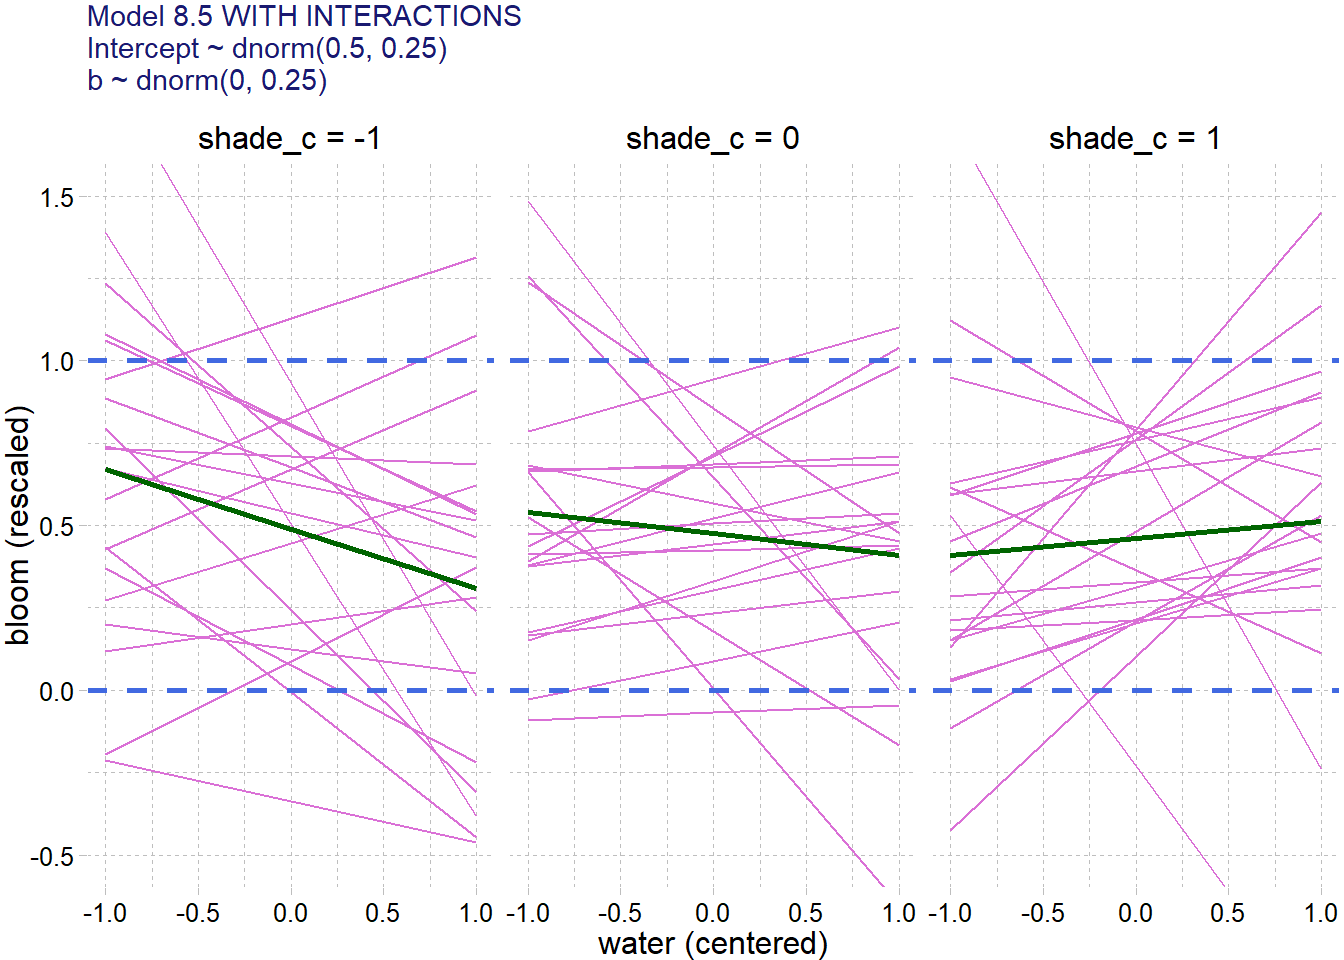 Model 8.5 WITH INTERACTIONS
Intercept ~ dnorm(0.5, 0.25)
b ~ dnorm(0, 0.25)
shade_c = -1
shade_c = 0
shade_c = 1
bloom (rescaled)
1.5
1.0
0.5
0.0
-0.5
-1.0 -0.5 0.0 0.5 1.0 -1.0 -0.5 0.0 0.5 1.0 -1.0 -0.5 0.0 0.5 1.0
water (centered)